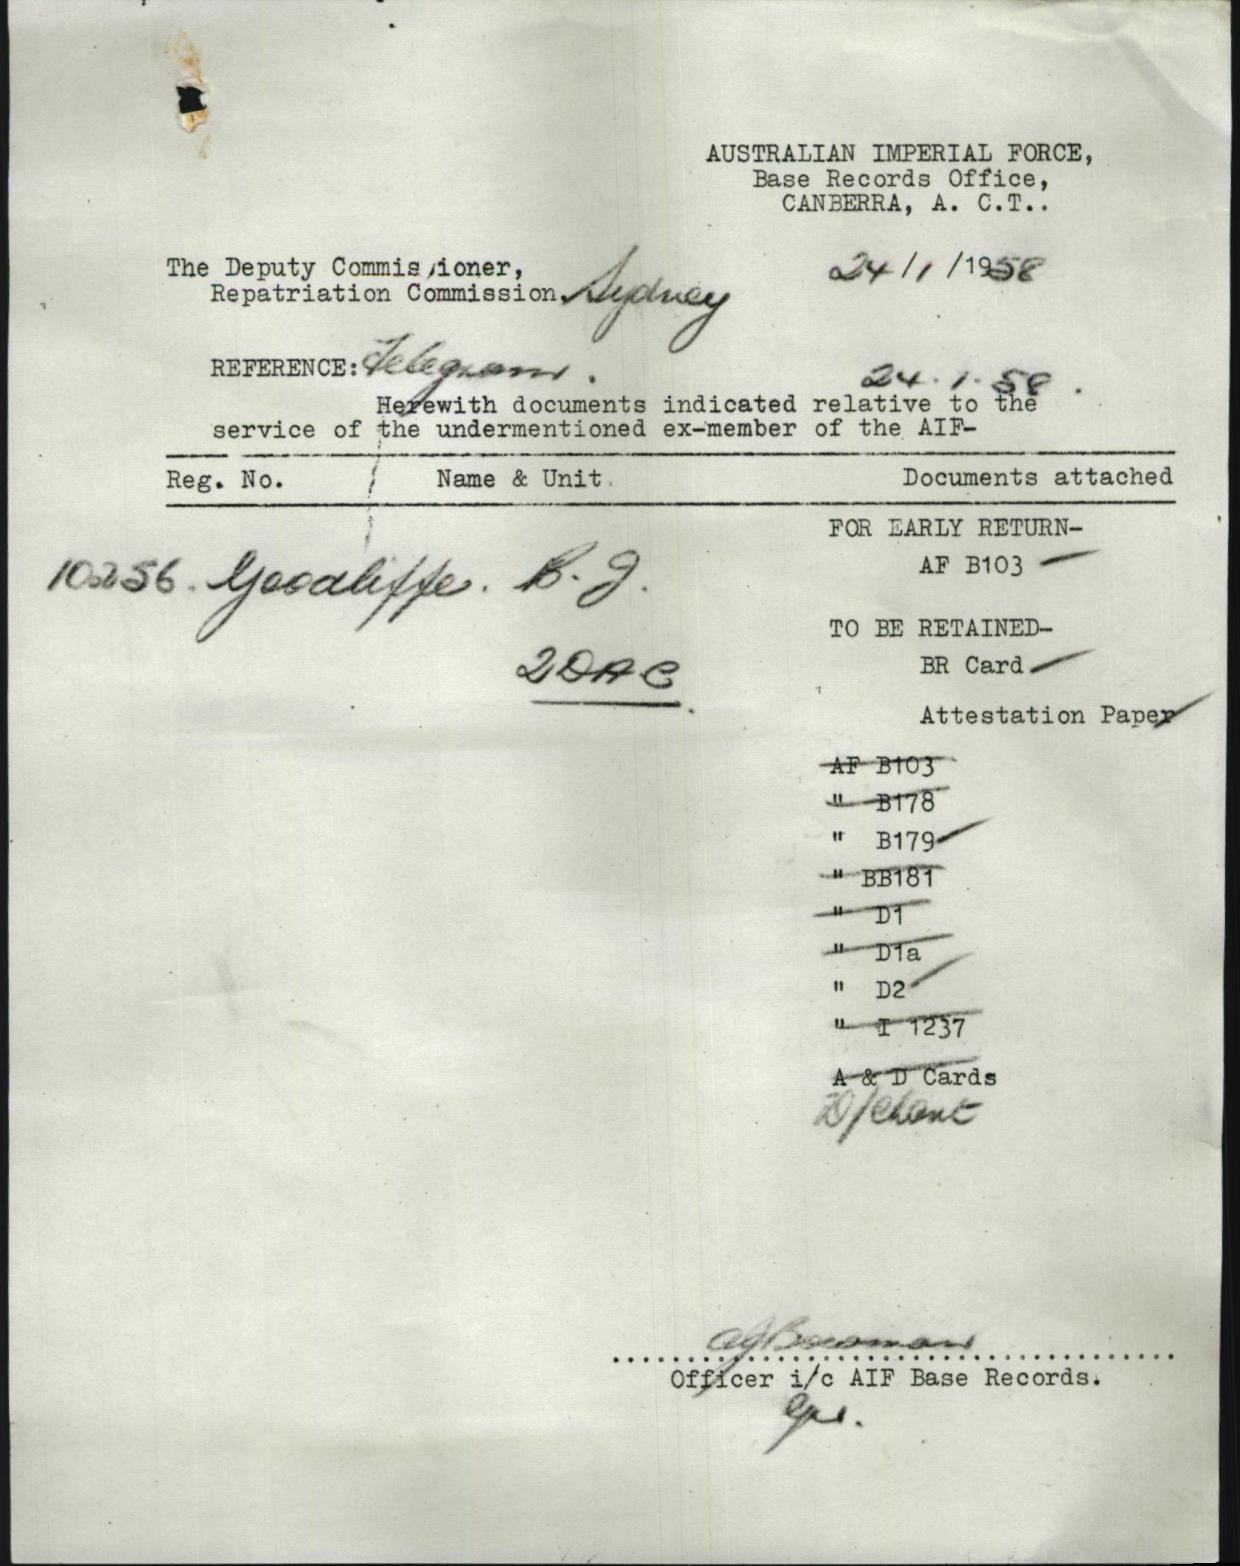 AUSTRALIAN IMPERIAL FORCE,
Base Records Office,
CANBERRA, A. C.T..
24/1/1958
The Deputy Commissioner,
Repatriation Commission. Sydney
REFERENCE: Telegram. 24.1.58.
Herewith documents indicated relative to the
service of the undermentioned ex-member of the AIF-
Reg. No. Name & Unit. Documents attached
FOR EARLY RETURN-
AF B103
10256. Goodliffe. B. J.
TO BE RETAINED-
2 DAC
BR Card
Attestation Paper
AF B103
" B178
" B179
" BB181
" D1
" D1a
" D2
" I 1237
A & D Cards
D/Chart
Officer i/c AIF Base Records.